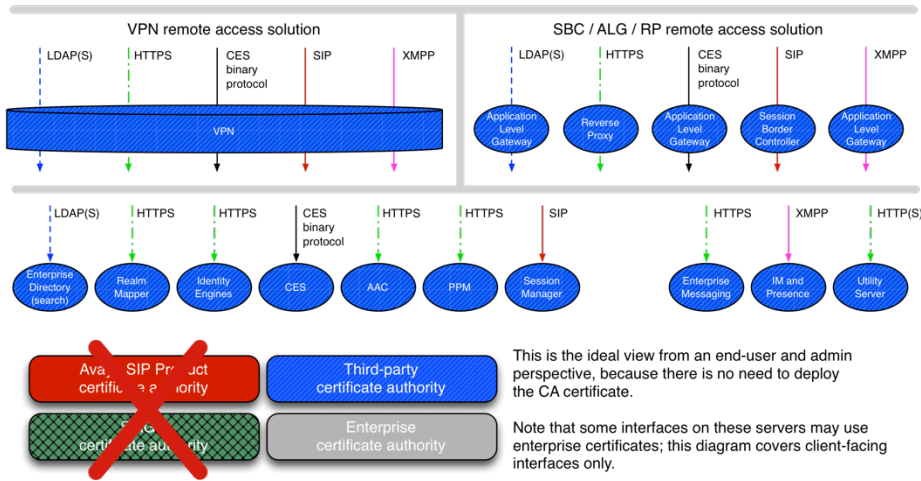 VPN remote access solution
LDAP(S)
HTTPS
CES
binary
protocol
SIP
XMPP
VPN
SBC / ALG / RP remote access solution
LDAP(S)
HTTPS
CES
binary
protocol
SIP
XMPP
Application
Level
Gateway
Reverse
Proxy
Application
Level
Gateway
Session
Border
Controller
Application
Level
Gateway
LDAP(S)
HTTPS
HTTPS
CES
binary
protocol
HTTPS
HTTPS
SIP
HTTPS
XMPP
HTTP(S)
Enterprise
Directory
(search)
Realm
Mapper
Identity
Engines
CES
AAC
PPM
Session
Manager
Enterprise
Messaging
IM and
Presence
Utility
Server
SIP Product
certificate authority
Third-party
certificate authority
certificate authority
Enterprise
certificate authority
This is the ideal view from an end-user and admin
perspective, because there is no need to deploy
the CA certificate.
Note that some interfaces on these servers may use
enterprise certificates; this diagram covers client-facing
interfaces only.